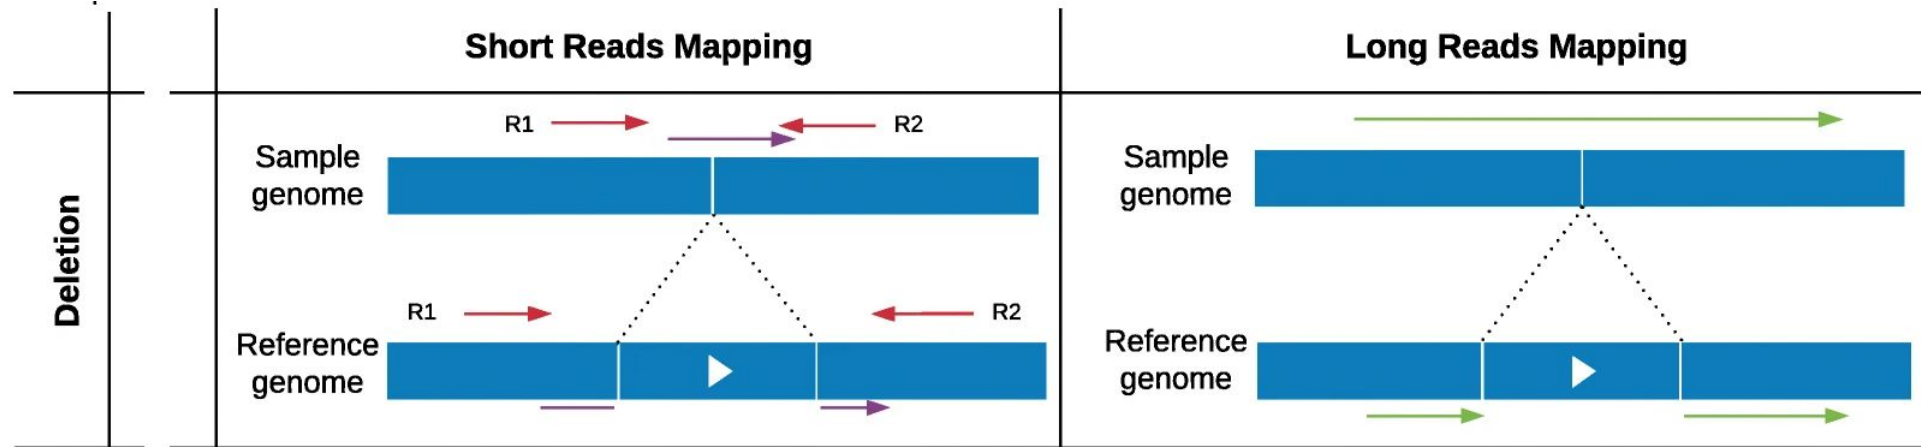 Short Reads Mapping
Long Reads Mapping
Deletion
R1
R2
Sample
genome
R1
R2
Reference
genome
Sample
genome
Reference
genome